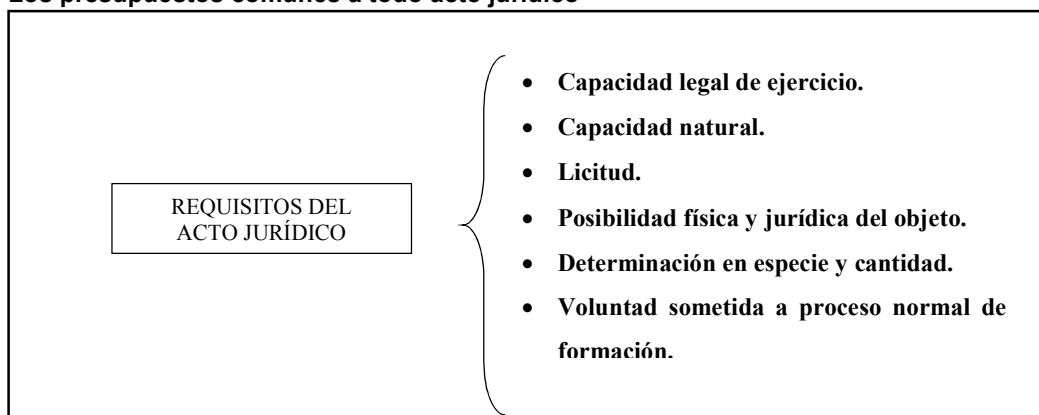 Los presupuestos comunes a todo acto jurídico
REQUISITOS DEL
ACTO JURÍDICO
• Capacidad legal de ejercicio.
• Capacidad natural.
• Licitud.
• Posibilidad física y jurídica del objeto.
• Determinación en especie y cantidad.
• Voluntad sometida a proceso normal de
formación.